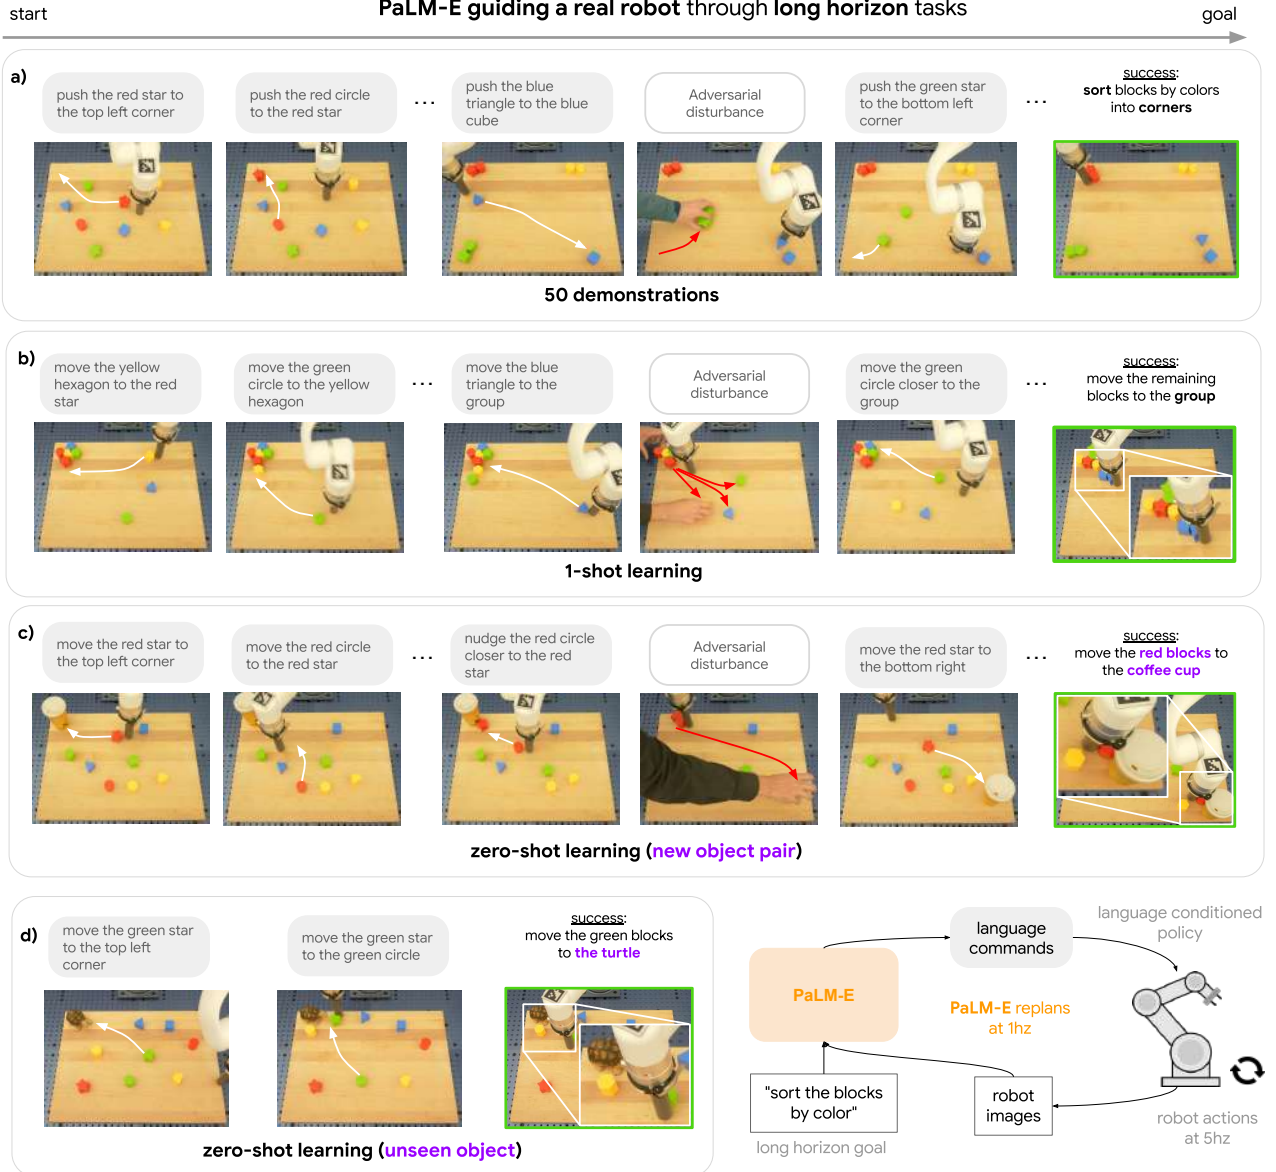 PaLM-E guiding a real robot through long horizon tasks
start
goal
a)
push the red star to
the top left corner
push the red circle
to the red star
...
push the blue
triangle to the blue
cube
Adversarial
disturbance
push the green star
to the bottom left
corner
...
success:
sort blocks by colors
into corners
50 demonstrations
b)
move the yellow
hexagon to the red
star
move the green
circle to the yellow
hexagon
...
move the blue
triangle to the
group
Adversarial
disturbance
move the green
circle closer to the
group
...
success:
move the remaining
blocks to the group
1-shot learning
c)
move the red star to
the top left corner
move the red circle
to the red star
...
nudge the red circle
closer to the red
star
Adversarial
disturbance
move the red star to
the bottom right
...
success:
move the red blocks to
the coffee cup
zero-shot learning (new object pair)
d)
move the green star
to the top left
corner
move the green star
to the green circle
success:
move the green blocks
to the turtle
zero-shot learning (unseen object)
language
commands
language conditioned
policy
PaLM-E
PaLM-E replans
at 1hz
"sort the blocks
by color"
long horizon goal
robot
images
robot actions
at 5hz